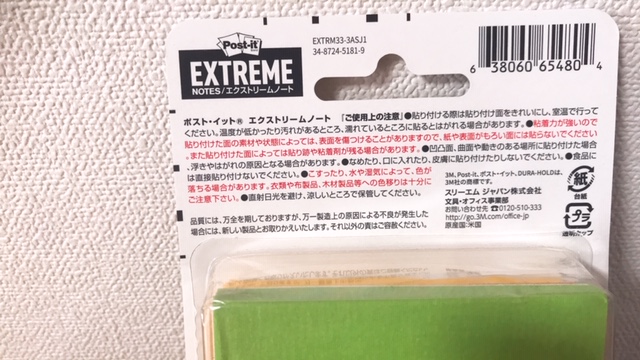 Post-it
EXTREME
NOTES/エクストリームノート
EXTRM33-3ASJ1
34-8724-5181-9
6 38060 65480 4
ポスト・イット® エクストリームノート 「ご使用上の注意」●貼り付ける際は貼り付け面をきれいにし、室温で行って
ください。温度が低かったり汚れがあるところ、濡れているところに貼るとはがれる場合があります。●粘着力が強いので
貼り付けた面の素材や状態によっては、表面を傷つけることがありますので、紙や表面がもろい面には貼らないでください
。また貼り付けた面によっては貼り跡や粘着剤が残る場合があります。●凹凸面、曲面や動きのある場所に貼り付けた場合
、浮きやはがれの原因となる場合があります。●なめたり、口に入れたり、皮膚に貼り付けたりしないでください。●食品に
は直接貼り付けないでください。●こすったり、水や湿気によって、色が
落ちる場合があります。衣類や布製品、木材製品等への色移りは十分に
ご注意下さい。●直射日光を避け、涼しいところで保管してください。
品質には、万全を期しておりますが、万一製造上の原因による不良が発生した
場合には、新しい製品とお取りかえいたします。それ以外の責はご容赦ください。
3M、Post-it、ポスト・イット、DURA-HOLDは、
3M社の商標です。
スリーエム ジャパン株式会社
文具・オフィス事業部
お問い合わせ先 ☎0120-510-333
http://go.3M.com/office-jp
原産国:米国
紙
台紙
プラ